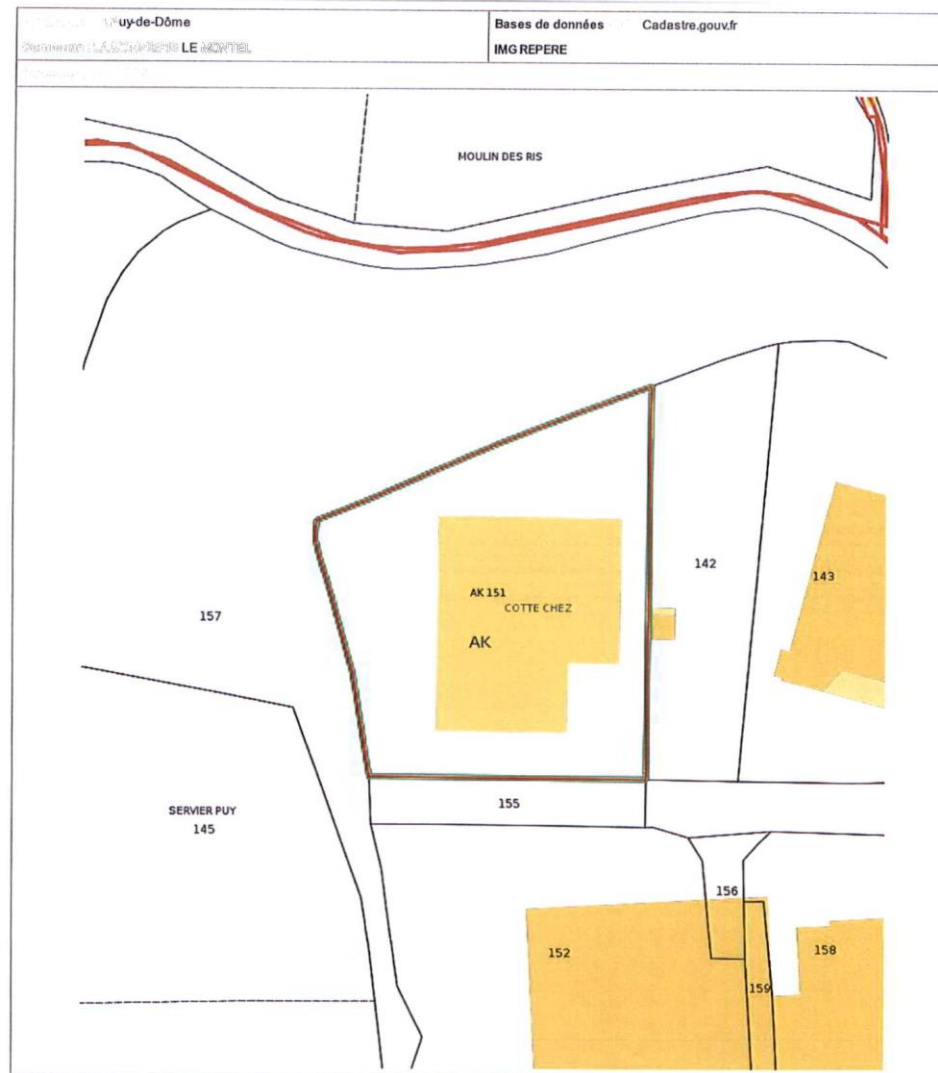 Puy-de-Dôme
Bases de données Cadastre.gouv.fr
LE MONTEL
IMG REPERE
MOULIN DES RIS
142
143
AK 151
COTTE CHEZ
157
AK
155
SERVIER PUY
145
156
152
158
159